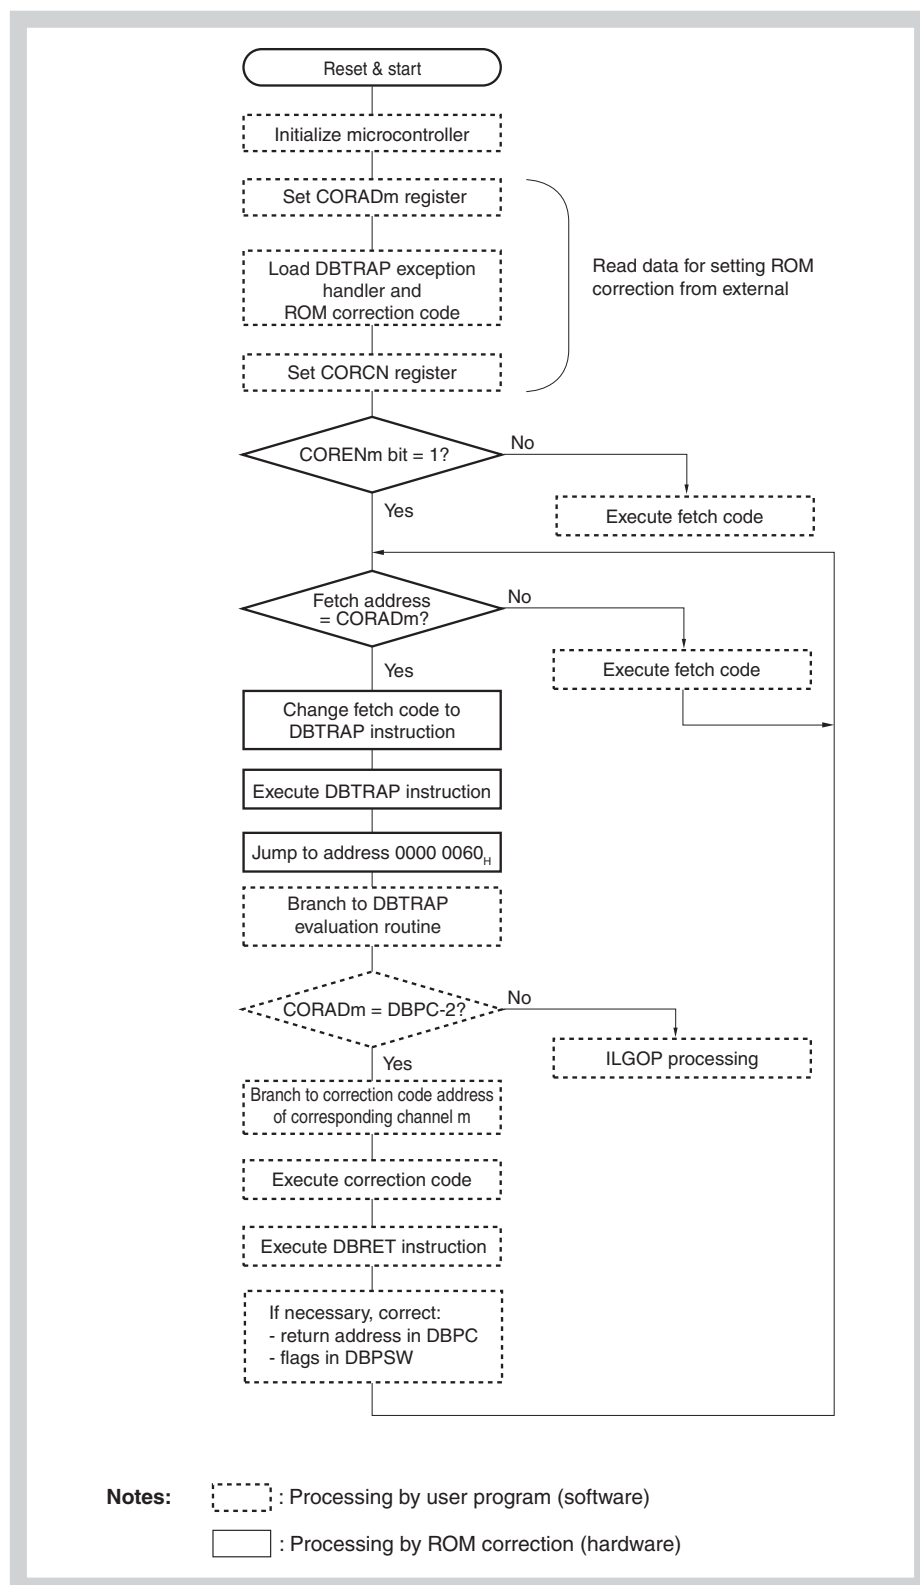 Reset & start
Initialize microcontroller
Set CORADm register
Load DBTRAP exception
handler and
ROM correction code
Read data for setting ROM
correction from external
Set CORCN register
CORENm bit = 1?
No
Execute fetch code
Yes
Fetch address
= CORADm?
No
Execute fetch code
Yes
Change fetch code to
DBTRAP instruction
Execute DBTRAP instruction
Jump to address 0000 0060H
Branch to DBTRAP
evaluation routine
CORADm = DBPC-2?
No
ILGOP processing
Yes
Branch to correction code address
of corresponding channel m
Execute correction code
Execute DBRET instruction
If necessary, correct:
- return address in DBPC
- flags in DBPSW
Notes:
: Processing by user program (software)
: Processing by ROM correction (hardware)